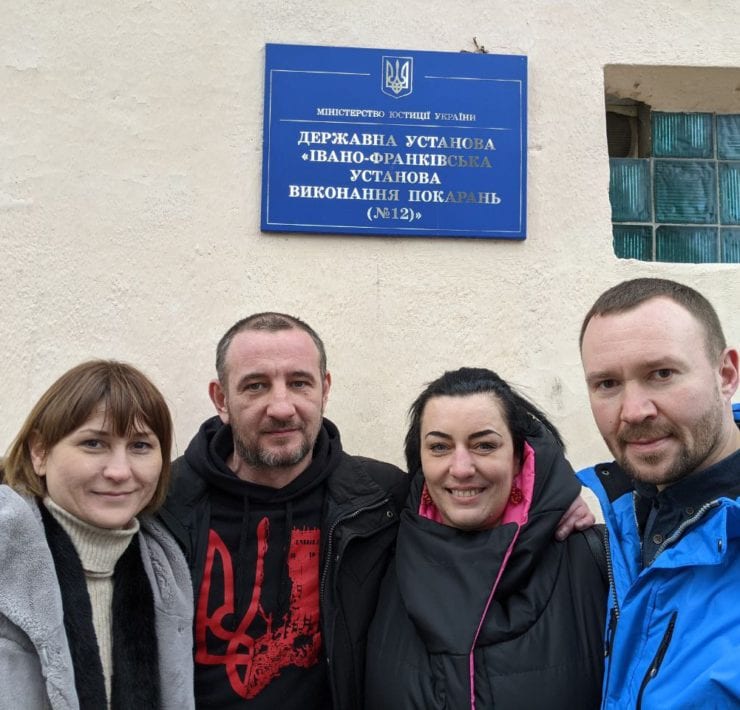 МІНІСТЕРСТВО ЮСТИЦІЇ УКРАЇНИ
ДЕРЖАВНА УСТАНОВА
«ІВАНО-ФРАНКІВСЬКА
УСТАНОВА
ВИКОНАННЯ ПОКАРАНЬ
(№12)»